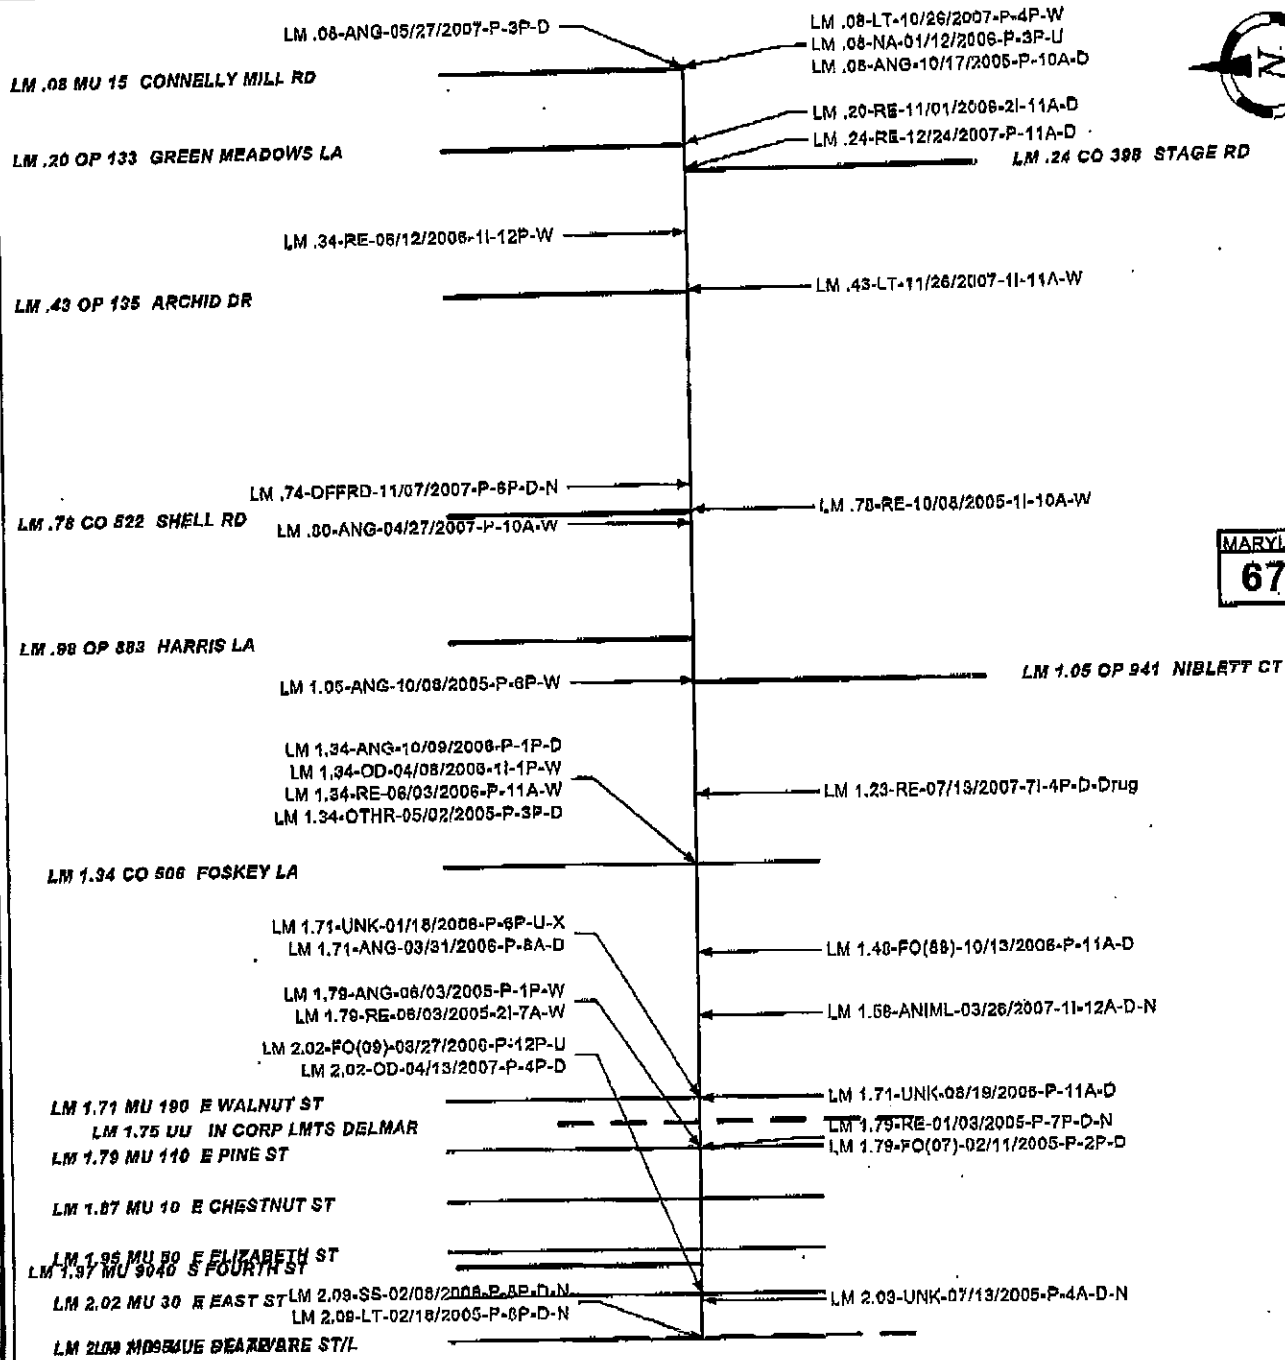 LM .08-ANG-05/27/2007-P-3P-D
LM .08-LT-10/26/2007-P-4P-W
LM .08-NA-01/12/2006-P-3P-U
LM .08-ANG-10/17/2005-P-10A-D
N
LM .08 MU 15 CONNELLY MILL RD
LM .20-RE-11/01/2006-2I-11A-D
LM .24-RE-12/24/2007-P-11A-D
LM .20 OP 133 GREEN MEADOWS LA
LM .24 CO 398 STAGE RD
LM .34-RE-06/12/2006-1I-12P-W
LM .43-LT-11/26/2007-1I-11A-W
LM .43 OP 135 ARCHID DR
LM .74-OFFRD-11/07/2007-P-6P-D-N
LM .78-RE-10/08/2005-1I-10A-W
LM .78 CO 522 SHELL RD
LM .80-ANG-04/27/2007-P-10A-W
MARYL
67
LM .98 OP 883 HARRIS LA
LM 1.05-ANG-10/08/2005-P-6P-W
LM 1.05 OP 941 NIBLETT CT
LM 1.34-ANG-10/09/2006-P-1P-D
LM 1.34-OD-04/08/2006-1I-1P-W
LM 1.34-RE-06/03/2006-P-11A-W
LM 1.34-OTHR-05/02/2005-P-3P-D
LM 1.23-RE-07/13/2007-7I-4P-D-Drug
LM 1.34 CO 506 FOSKEY LA
LM 1.71-UNK-01/18/2006-P-6P-U-X
LM 1.71-ANG-03/31/2006-P-8A-D
LM 1.48-FO(88)-10/13/2006-P-11A-D
LM 1.79-ANG-06/03/2005-P-1P-W
LM 1.79-RE-06/03/2005-2I-7A-W
LM 1.58-ANIML-03/26/2007-1I-12A-D-N
LM 2.02-FO(09)-03/27/2006-P-12P-U
LM 2.02-OD-04/13/2007-P-4P-D
LM 1.71 MU 190 E WALNUT ST
LM 1.71-UNK-08/19/2006-P-11A-D
LM 1.75 UU IN CORP LMTS DELMAR
LM 1.79-RE-01/03/2005-P-7P-D-N
LM 1.79 MU 110 E PINE ST
LM 1.79-FO(07)-02/11/2005-P-2P-D
LM 1.87 MU 10 E CHESTNUT ST
LM 1.95 MU 50 E ELIZABETH ST
LM 1.97 MU 9040 S FOURTH ST
LM 2.02 MU 30 E EAST ST
LM 2.09-SS-02/08/2006-P-8P-D-N
LM 2.09-LT-02/18/2005-P-6P-D-N
LM 2.03-UNK-07/13/2005-P-4A-D-N